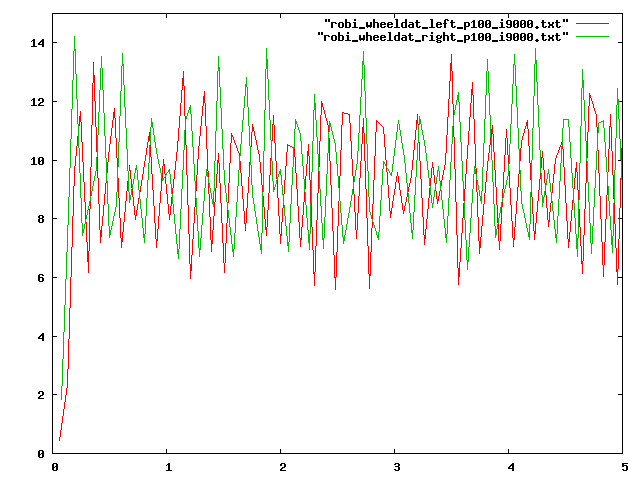 "robi_wheeldat_left_p100_i9000.txt"
"robi_wheeldat_right_p100_i9000.txt"
14
12
10
8
6
4
2
0
0 1 2 3 4 5